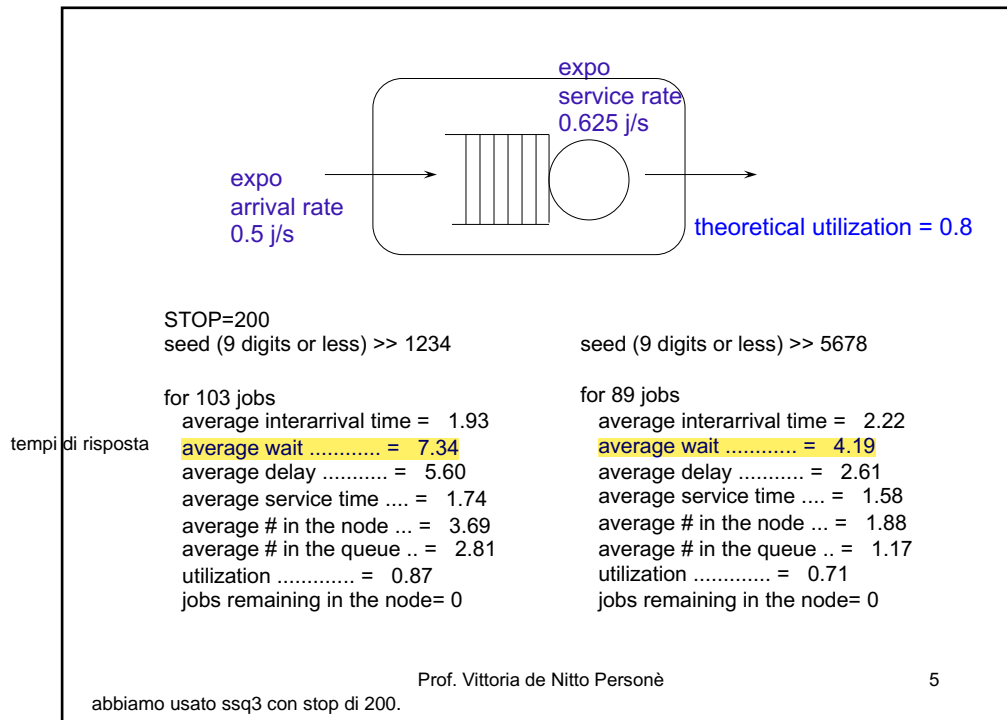 expo
service rate
0.625 j/s
expo
arrival rate
0.5 j/s
theoretical utilization = 0.8
STOP=200
seed (9 digits or less) >> 1234
for 103 jobs
average interarrival time = 1.93
tempi di risposta
average wait ............ = 7.34
average delay ........... = 5.60
average service time .... = 1.74
average # in the node ... = 3.69
average # in the queue .. = 2.81
utilization ............. = 0.87
jobs remaining in the node= 0
seed (9 digits or less) >> 5678
for 89 jobs
average interarrival time = 2.22
average wait ............ = 4.19
average delay ........... = 2.61
average service time .... = 1.58
average # in the node ... = 1.88
average # in the queue .. = 1.17
utilization ............. = 0.71
jobs remaining in the node= 0
Prof. Vittoria de Nitto Personè
5
abbiamo usato ssq3 con stop di 200.